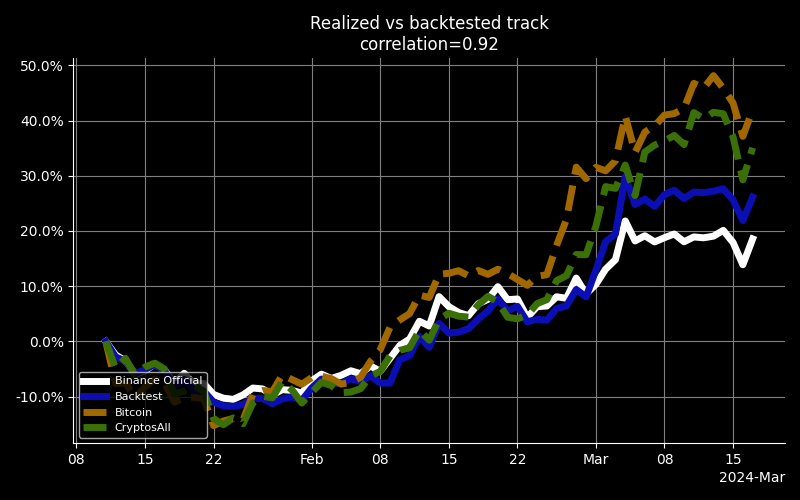 Realized vs backtested track
correlation=0.92
50.0%
40.0%
30.0%
20.0%
10.0%
0.0%
-10.0%
Binance Official
Backtest
Bitcoin
CryptosAll
08 15 22 Feb 08 15 22 Mar 08 15
2024-Mar